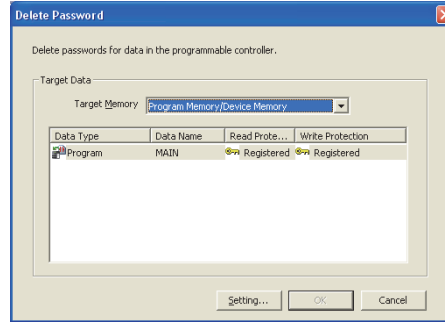 Delete Password
Delete passwords for data in the programmable controller.
Target Data
Target Memory Program Memory/Device Memory
Data Type Data Name Read Prote... Write Protection
Program MAIN Registered Registered
Setting... OK Cancel